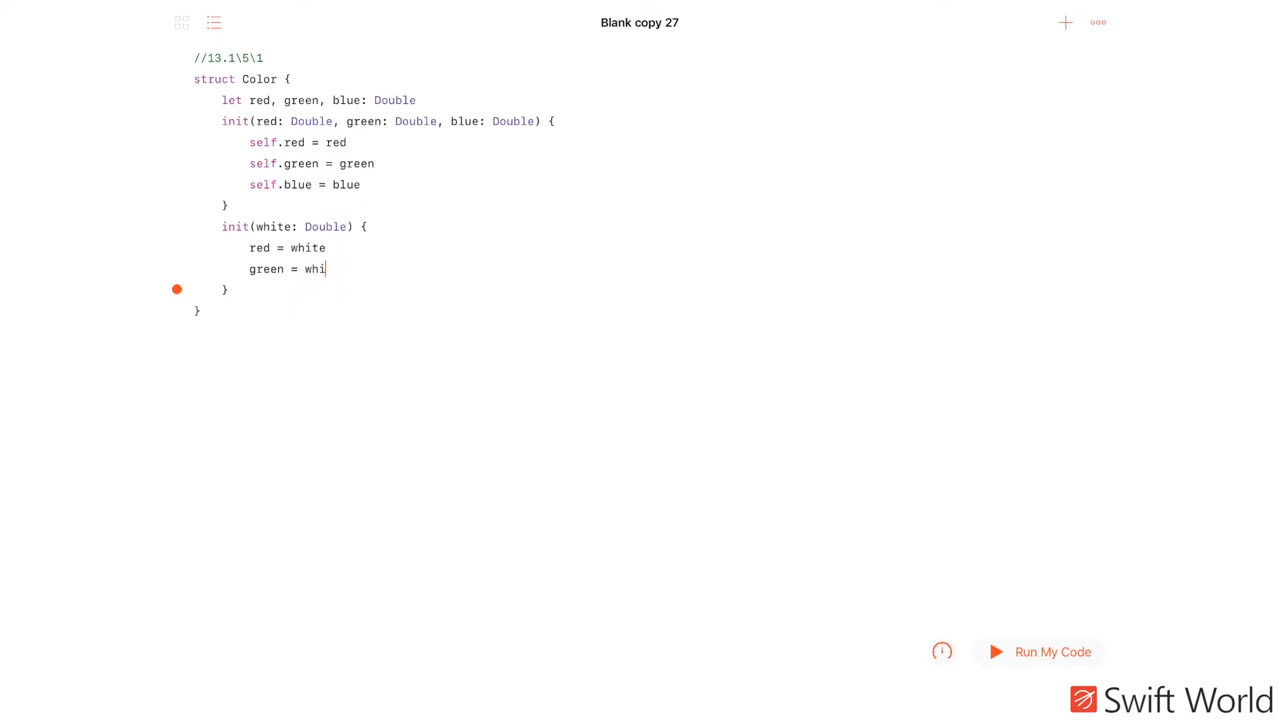 Blank copy 27
//13.1\5\1
struct Color {
let red, green, blue: Double
init(red: Double, green: Double, blue: Double) {
self.red = red
self.green = green
self.blue = blue
}
init(white: Double) {
red = white
green = whi
}
}
Run My Code
Swift World